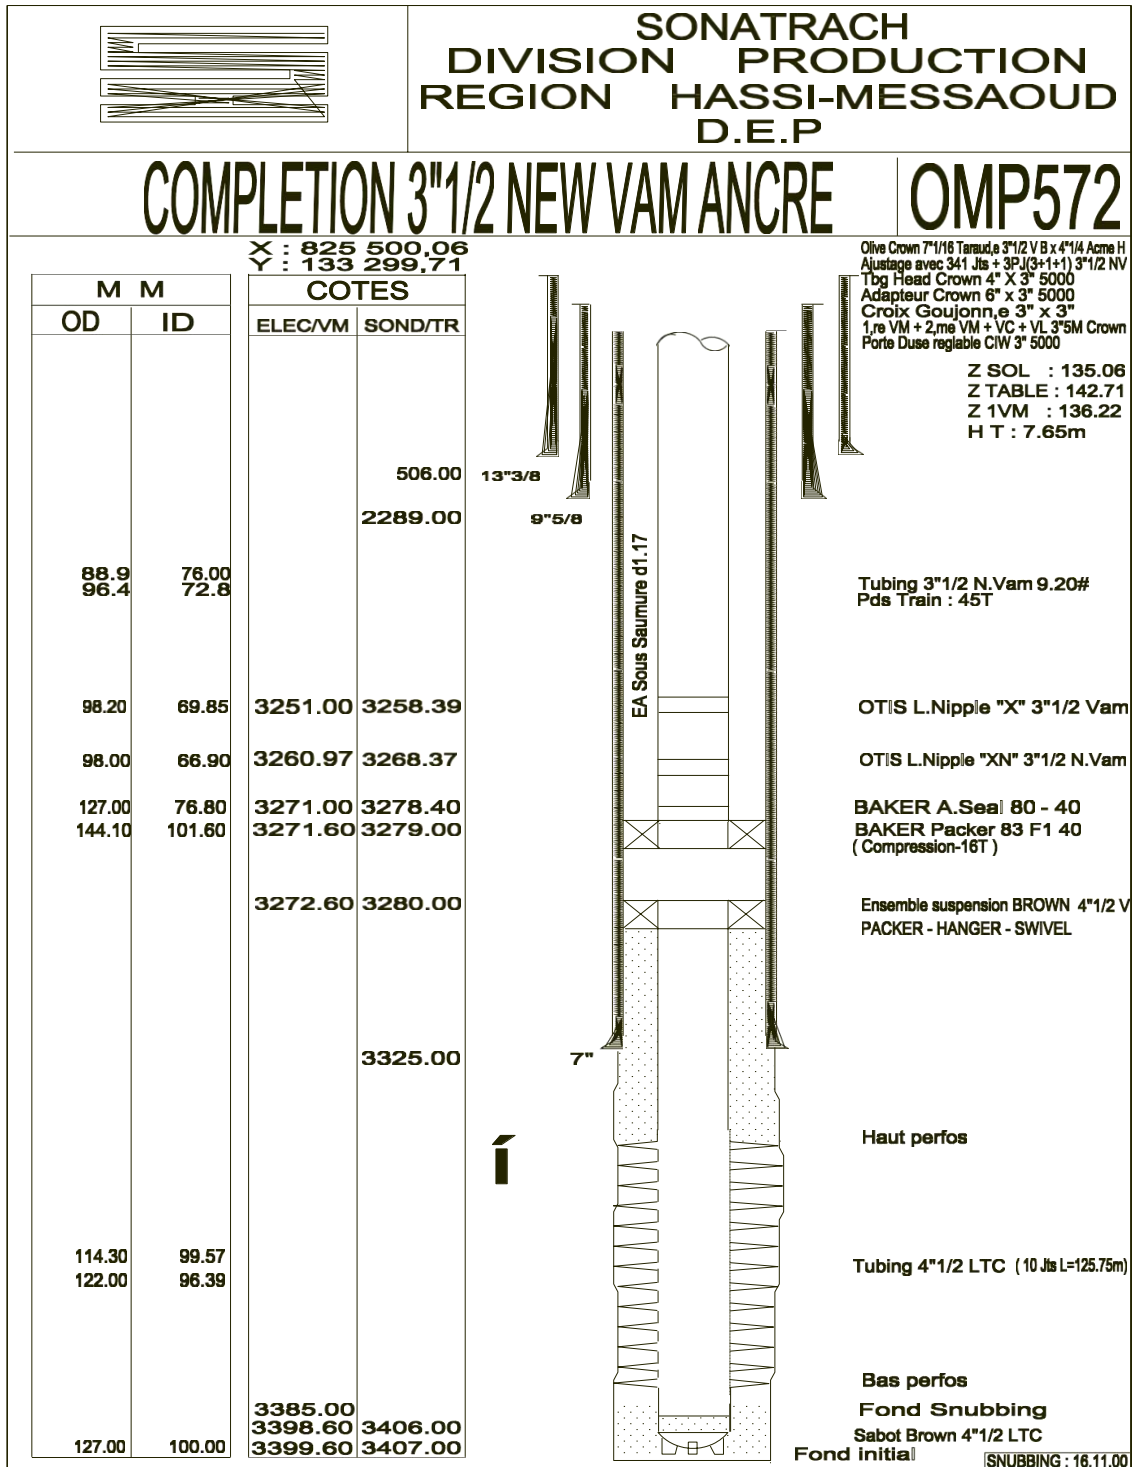 SONATRACH
DIVISION PRODUCTION
REGION HASSI-MESSAOUD
D.E.P
COMPLETION 3"1/2 NEW VAM ANCRE
OMP572
X : 825 500,06
Y : 133 299,71
Olive Crown 7"1/16 Taraud,e 3"1/2 V B x 4"1/4 Acme H
Ajustage avec 341 Jts + 3PJ(3+1+1) 3"1/2 NV
Tbg Head Crown 4" X 3" 5000
Adapteur Crown 6" x 3" 5000
Croix Goujonn,e 3" x 3"
1,re VM + 2,me VM + VC + VL 3"5M Crown
Porte Duse reglable CIW 3" 5000
Z SOL : 135.06
Z TABLE : 142.71
Z 1VM : 136.22
H T : 7.65m
M M
COTES
OD ID ELEC/VM SOND/TR
506.00 13"3/8
2289.00 9"5/8
EA Sous Saumure d1.17
88.9 76.00 Tubing 3"1/2 N.Vam 9.20#
96.4 72.8 Pds Train : 45T
98.20 69.85 3251.00 3258.39 OTIS L.Nipple "X" 3"1/2 Vam
98.00 66.90 3260.97 3268.37 OTIS L.Nipple "XN" 3"1/2 N.Vam
127.00 76.80 3271.00 3278.40 BAKER A.Seal 80 - 40
144.10 101.60 3271.60 3279.00 BAKER Packer 83 F1 40
( Compression-16T )
3272.60 3280.00 Ensemble suspension BROWN 4"1/2 V
PACKER - HANGER - SWIVEL
3325.00 7"
Haut perfos
í
114.30 99.57 Tubing 4"1/2 LTC ( 10 Jts L=125.75m)
122.00 96.39
Bas perfos
3385.00 Fond Snubbing
3398.60 3406.00 Sabot Brown 4"1/2 LTC
127.00 100.00 3399.60 3407.00 Fond initial
SNUBBING : 16.11.00